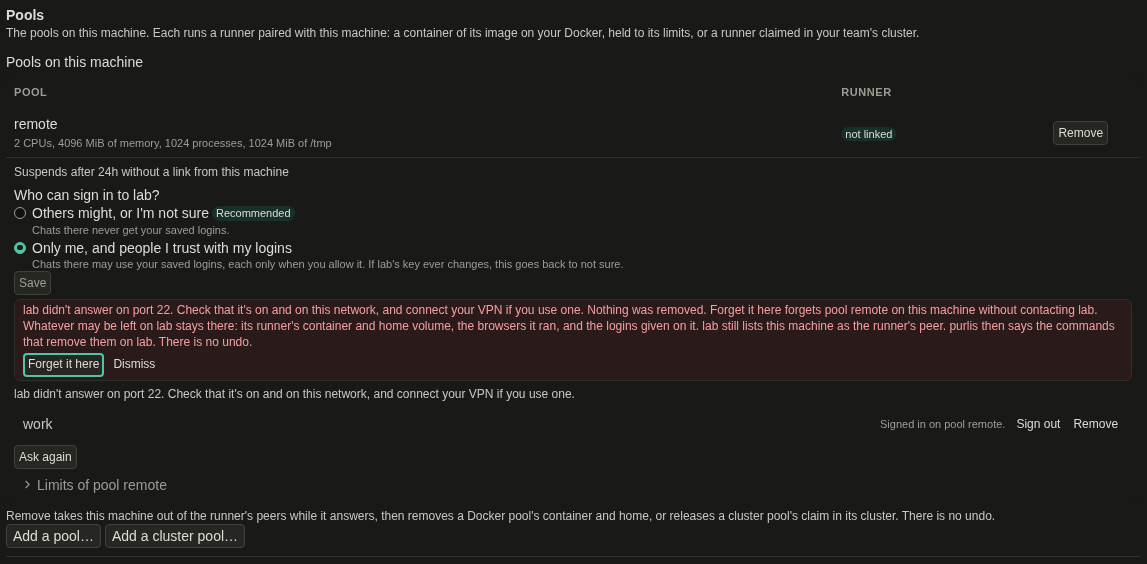 Pools
The pools on this machine. Each runs a runner paired with this machine: a container of its image on your Docker, held to its limits, or a runner claimed in your team's cluster.
Pools on this machine
POOL RUNNER
remote
2 CPUs, 4096 MiB of memory, 1024 processes, 1024 MiB of /tmp
not linked
Remove
Suspends after 24h without a link from this machine
Who can sign in to lab?
Others might, or I'm not sure Recommended
Chats there never get your saved logins.
Only me, and people I trust with my logins
Chats there may use your saved logins, each only when you allow it. If lab's key ever changes, this goes back to not sure.
Save
lab didn't answer on port 22. Check that it's on and on this network, and connect your VPN if you use one. Nothing was removed. Forget it here forgets pool remote on this machine without contacting lab.
Whatever may be left on lab stays there: its runner's container and home volume, the browsers it ran, and the logins given on it. lab still lists this machine as the runner's peer. purlis then says the commands
that remove them on lab. There is no undo.
Forget it here Dismiss
lab didn't answer on port 22. Check that it's on and on this network, and connect your VPN if you use one.
work Signed in on pool remote. Sign out Remove
Ask again
Limits of pool remote
Remove takes this machine out of the runner's peers while it answers, then removes a Docker pool's container and home, or releases a cluster pool's claim in its cluster. There is no undo.
Add a pool… Add a cluster pool…